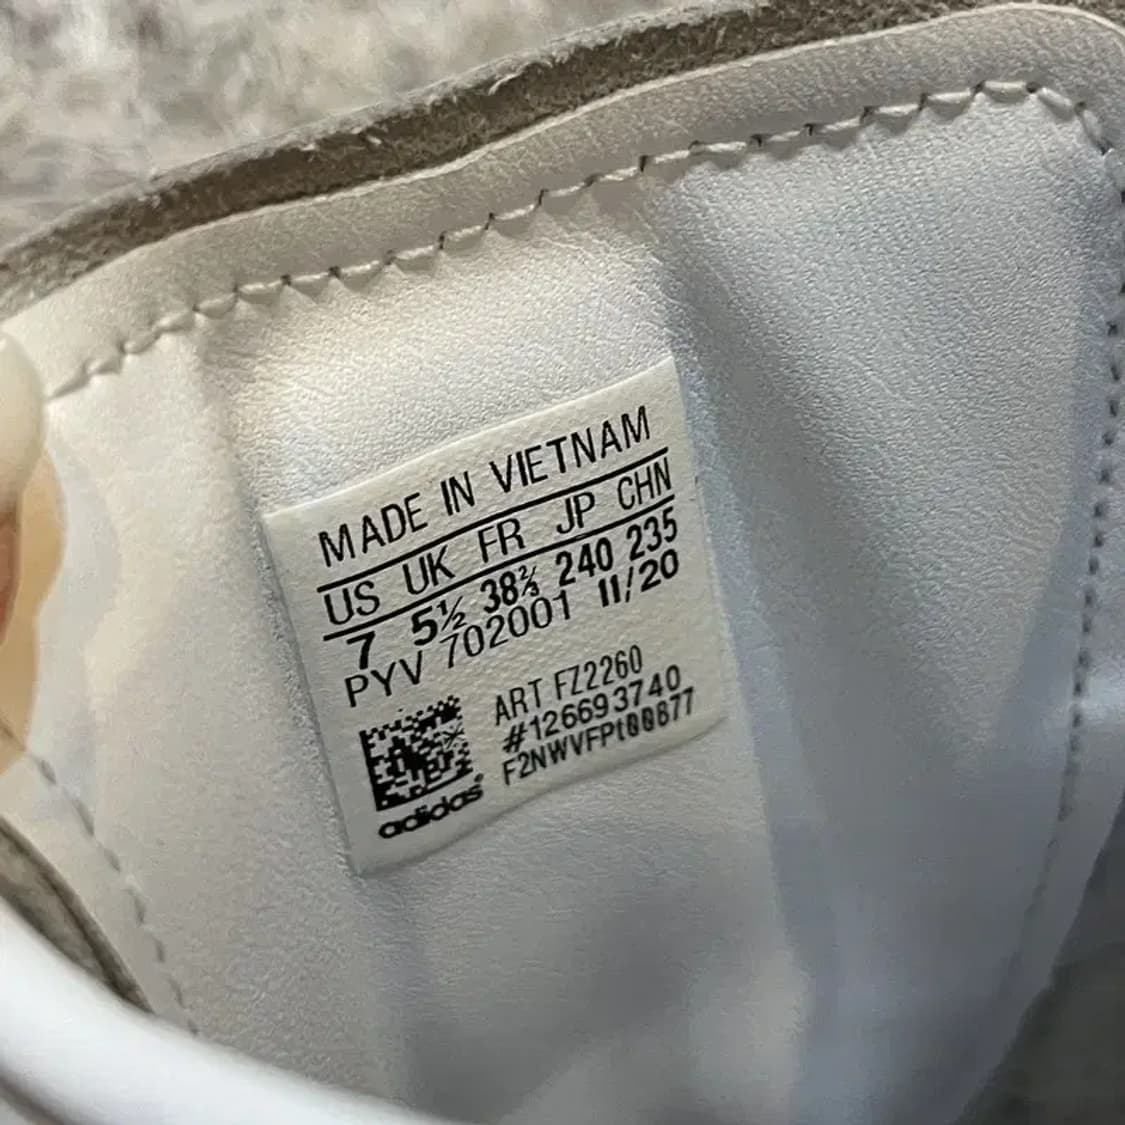 MADE IN VIETNAM
US UK FR JP CHN
7 5½ 38⅔ 240 235
PYV 702001 11/20
ART FZ2260
#126693740
F2NWVFPt00B77
adidas®